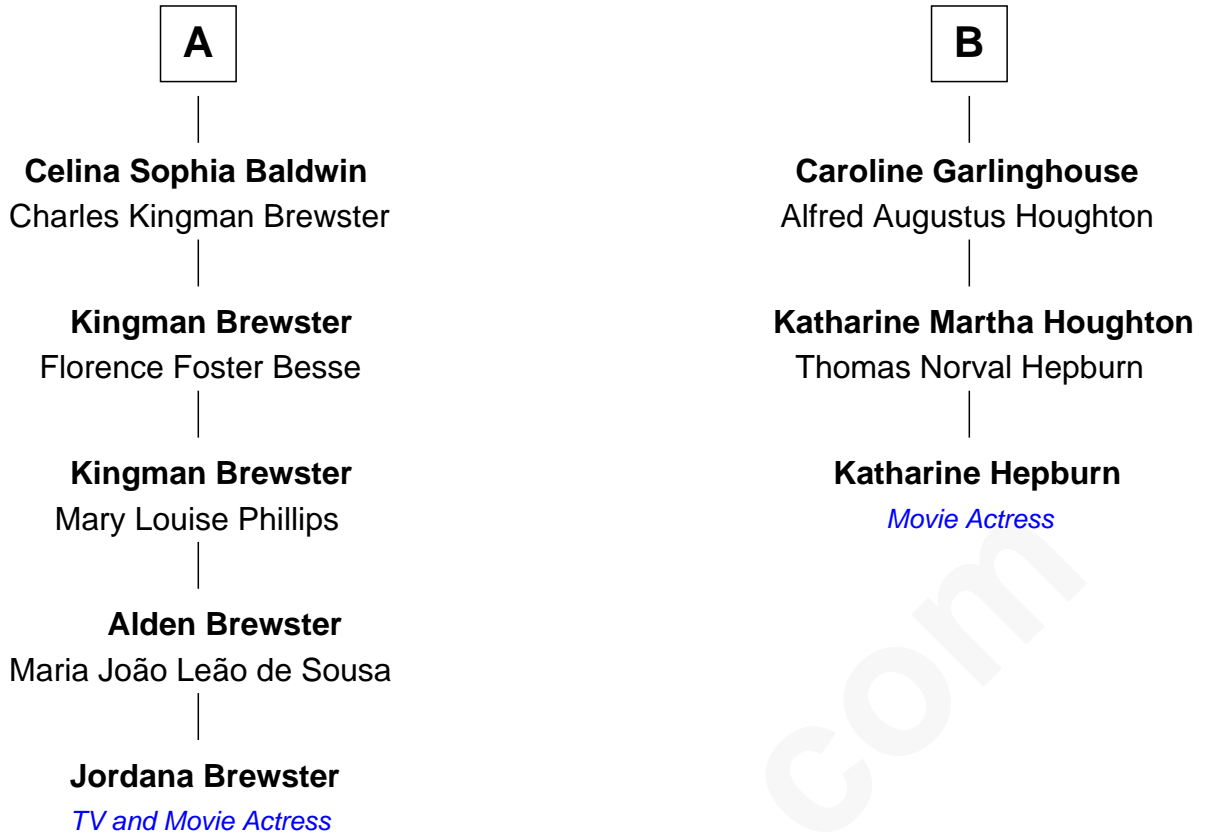 A
Celina Sophia Baldwin
Charles Kingman Brewster
Kingman Brewster
Florence Foster Besse
Kingman Brewster
Mary Louise Phillips
Alden Brewster
Maria João Leão de Sousa
Jordana Brewster
TV and Movie Actress
B
Caroline Garlinghouse
Alfred Augustus Houghton
Katharine Martha Houghton
Thomas Norval Hepburn
Katharine Hepburn
Movie Actress
com